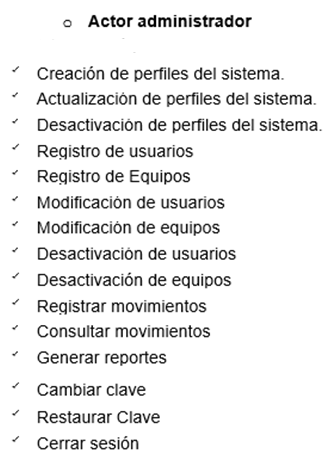 o Actor administrador
✓ Creación de perfiles del sistema.
✓ Actualización de perfiles del sistema.
✓ Desactivación de perfiles del sistema.
✓ Registro de usuarios
✓ Registro de Equipos
✓ Modificación de usuarios
✓ Modificación de equipos
✓ Desactivación de usuarios
✓ Desactivación de equipos
✓ Registrar movimientos
✓ Consultar movimientos
✓ Generar reportes
✓ Cambiar clave
✓ Restaurar Clave
✓ Cerrar sesión